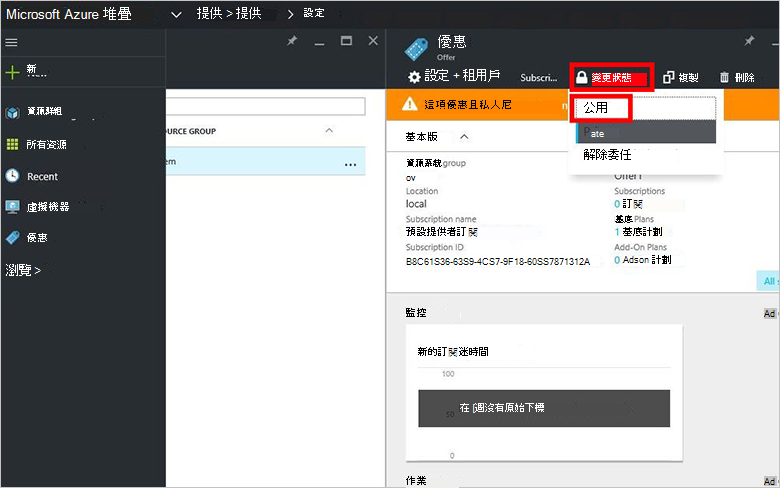 Microsoft Azure 堆疊
提供 > 提供
設定
新
資源群組
所有資源
Recent
虛擬機器
優惠
瀏覽 >
OURCE GROUP
em
...
優惠
Offer
設定 + 租用戶
Subscri...
變更狀態
複製
刪除
這項優惠且私人尼
公用
ate
解除委任
基本版
資源系統 group
ov
Location
local
Subscription name
預設提供者訂閱
Subscription ID
B8C61S36-63S9-4CS7-9F18-60SS7871312A
Offer1
Subscriptions
0 訂閱
基底 Plans
1 基底計劃
Add-On Plans
0 Adson 計劃
All s
監控
Ad
新的訂閱迷時間
100
50
在 6週沒有原始下標
0
作業
Ad